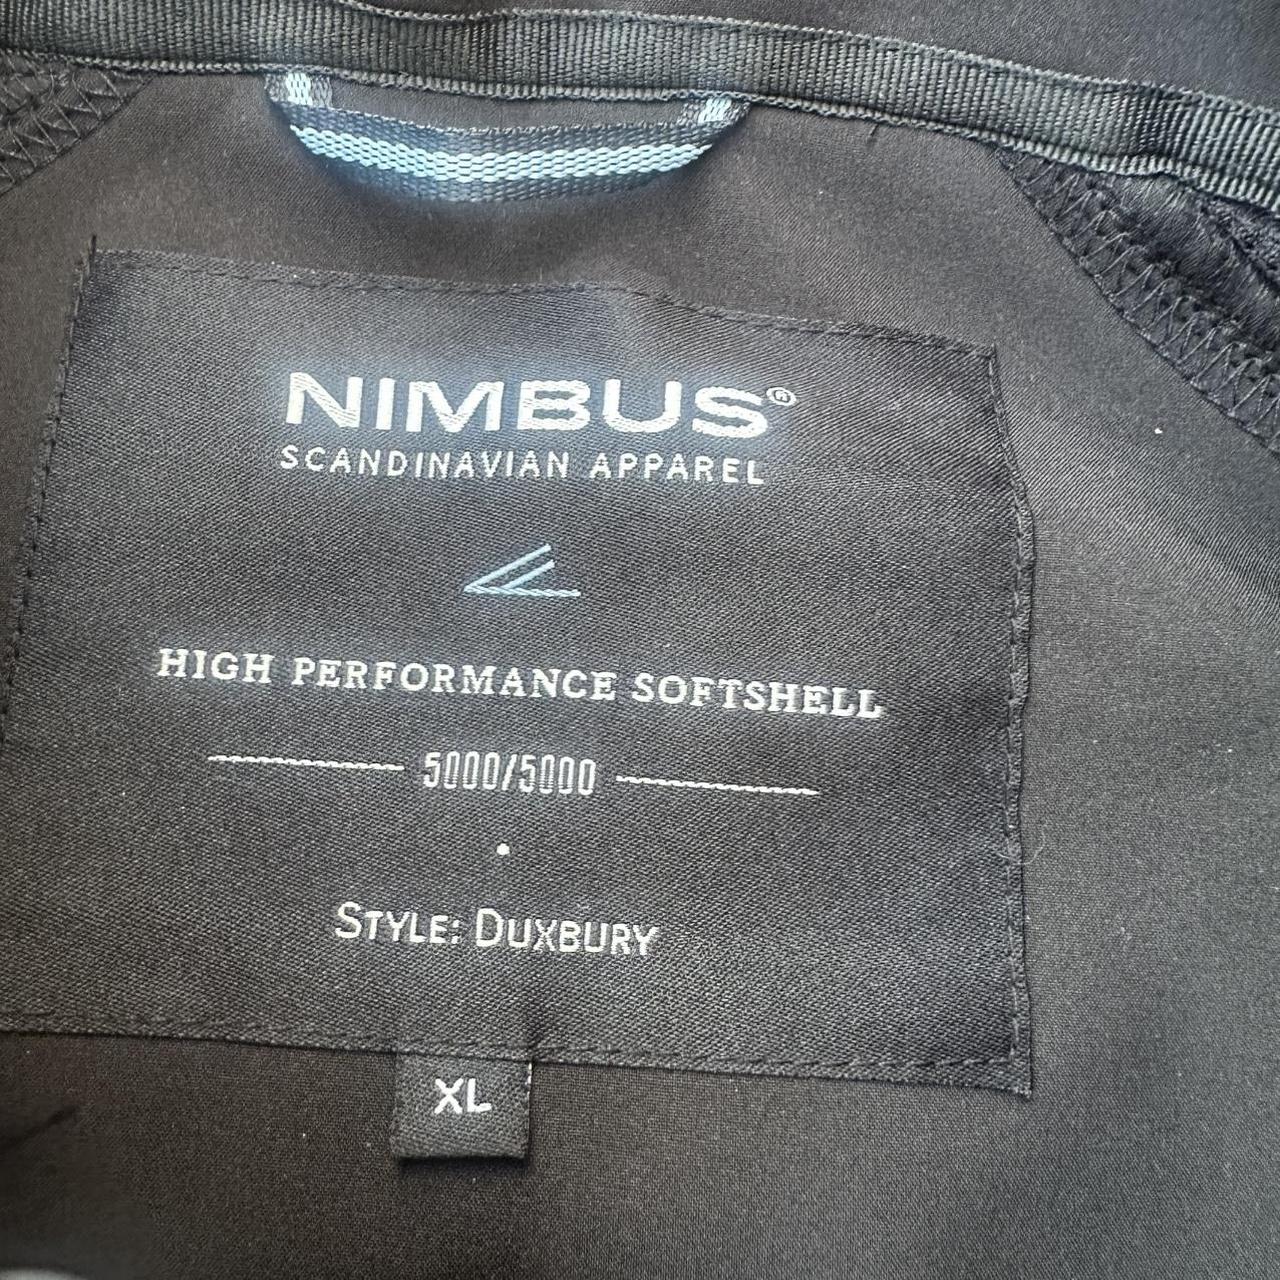 NIMBUS®
SCANDINAVIAN APPAREL
HIGH PERFORMANCE SOFTSHELL
5000/5000
STYLE: DUXBURY
XL